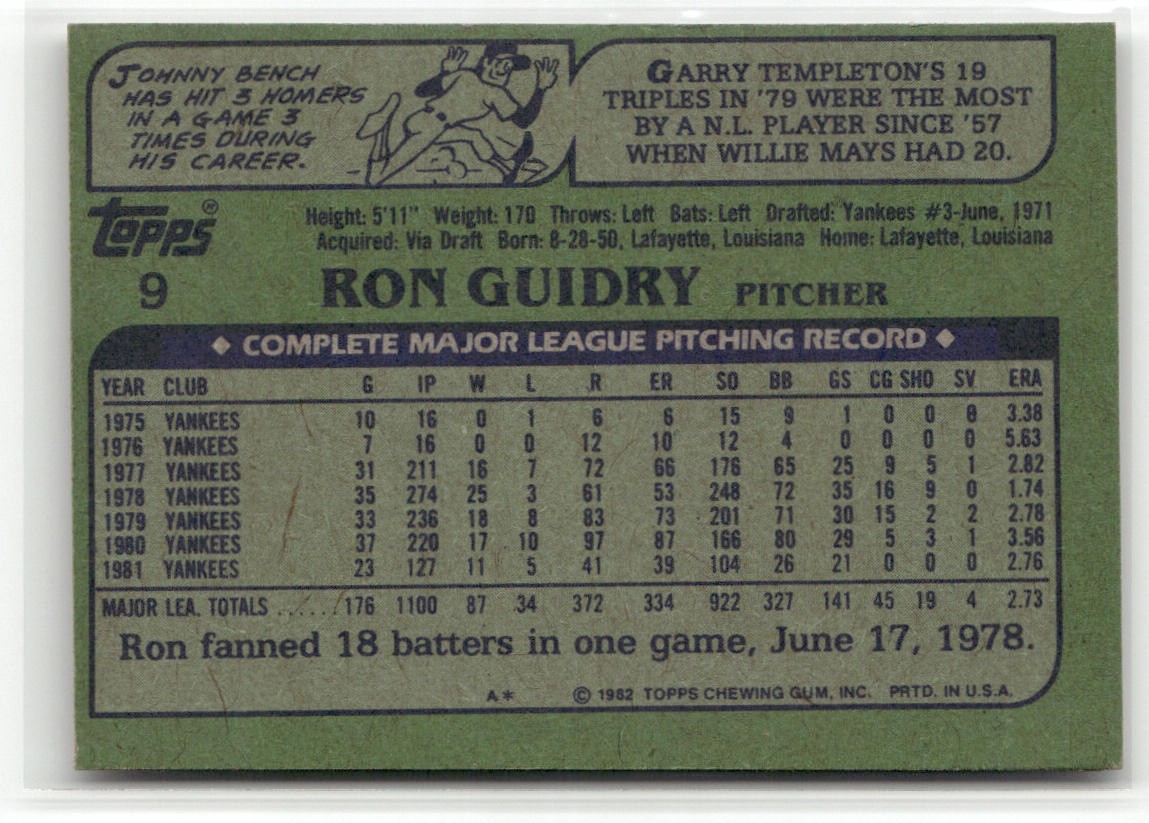 JOHNNY BENCH
HAS HIT 3 HOMERS
IN A GAME 3
TIMES DURING
HIS CAREER.
GARRY TEMPLETON'S 19
TRIPLES IN '79 WERE THE MOST
BY A N.L. PLAYER SINCE '57
WHEN WILLIE MAYS HAD 20.
Topps®
Height: 5'11" Weight: 170 Throws: Left Bats: Left Drafted: Yankees #3-June, 1971
Acquired: Via Draft Born: 8-28-50, Lafayette, Louisiana Home: Lafayette, Louisiana
9 RON GUIDRY PITCHER
◆ COMPLETE MAJOR LEAGUE PITCHING RECORD ◆
YEAR CLUB G IP W L R ER SO BB GS CG SHO SV ERA
1975 YANKEES 10 16 0 1 6 6 15 9 1 0 0 0 3.38
1976 YANKEES 7 16 0 0 12 10 12 4 0 0 0 0 5.63
1977 YANKEES 31 211 16 7 72 66 176 65 25 9 5 1 2.82
1978 YANKEES 35 274 25 3 61 53 248 72 35 16 9 0 1.74
1979 YANKEES 33 236 18 8 83 73 201 71 30 15 2 2 2.78
1980 YANKEES 37 220 17 10 97 87 166 80 29 5 3 1 3.56
1981 YANKEES 23 127 11 5 41 39 104 26 21 0 0 0 2.76
MAJOR LEA. TOTALS ......176 1100 87 34 372 334 922 327 141 45 19 4 2.73
Ron fanned 18 batters in one game, June 17, 1978.
A* © 1982 TOPPS CHEWING GUM, INC. PRTD. IN U.S.A.